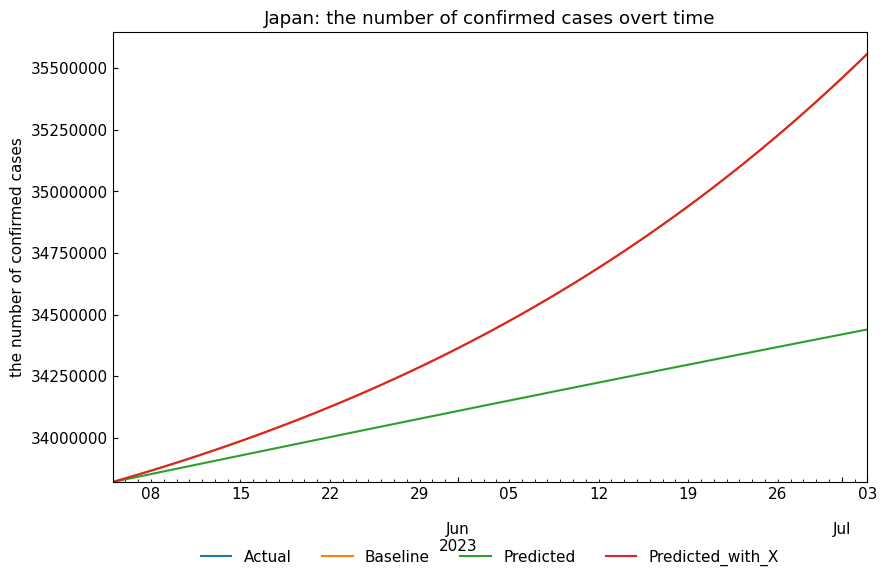 Japan: the number of confirmed cases overt time
the number of confirmed cases
35500000
35250000
35000000
34750000
34500000
34250000
34000000
08 15 22 29 05 12 19 26 03
Jun Jul
2023
Actual Baseline Predicted Predicted_with_X